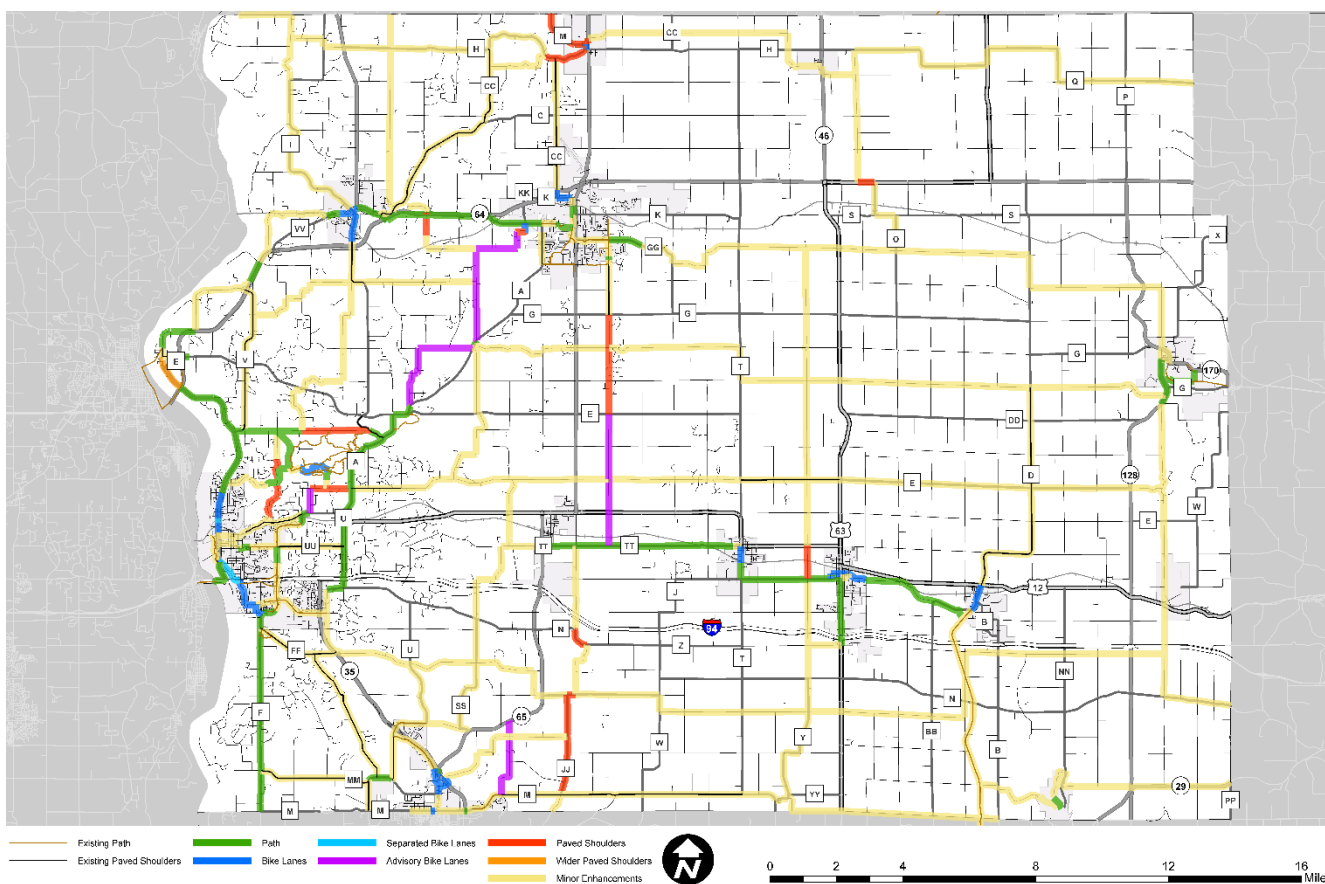 M
CC
H
H
CC
Q
P
C
46
I
CC
KK
K
64
K
S
S
VV
O
X
GG
A
G
G
E
V
G
T
170
G
E
DD
A
128
E
D
W
U
E
63
UU
TT
TT
12
J
B
N
94
Z
FF
U
T
35
NN
SS
N
F
65
W
Y
BB
B
MM
JJ
29
M
M
M
YY
PP
Existing Path
Existing Paved Shoulders
Path
Bike Lanes
Separated Bike Lanes
Advisory Bike Lanes
Paved Shoulders
Wider Paved Shoulders
Minor Enhancements
N
0 2 4 8 12 16
Mile